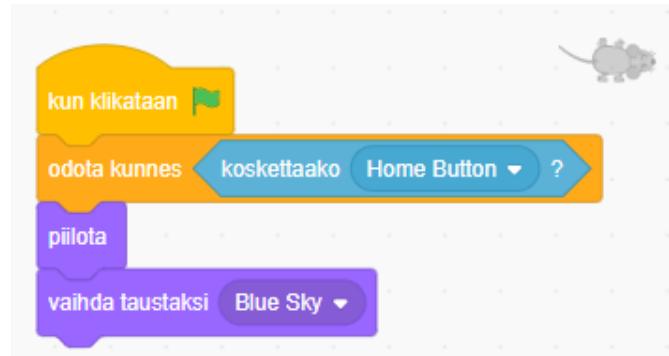 kun klikataan
odota kunnes koskettaako Home Button ?
piilota
vaihda taustaksi Blue Sky